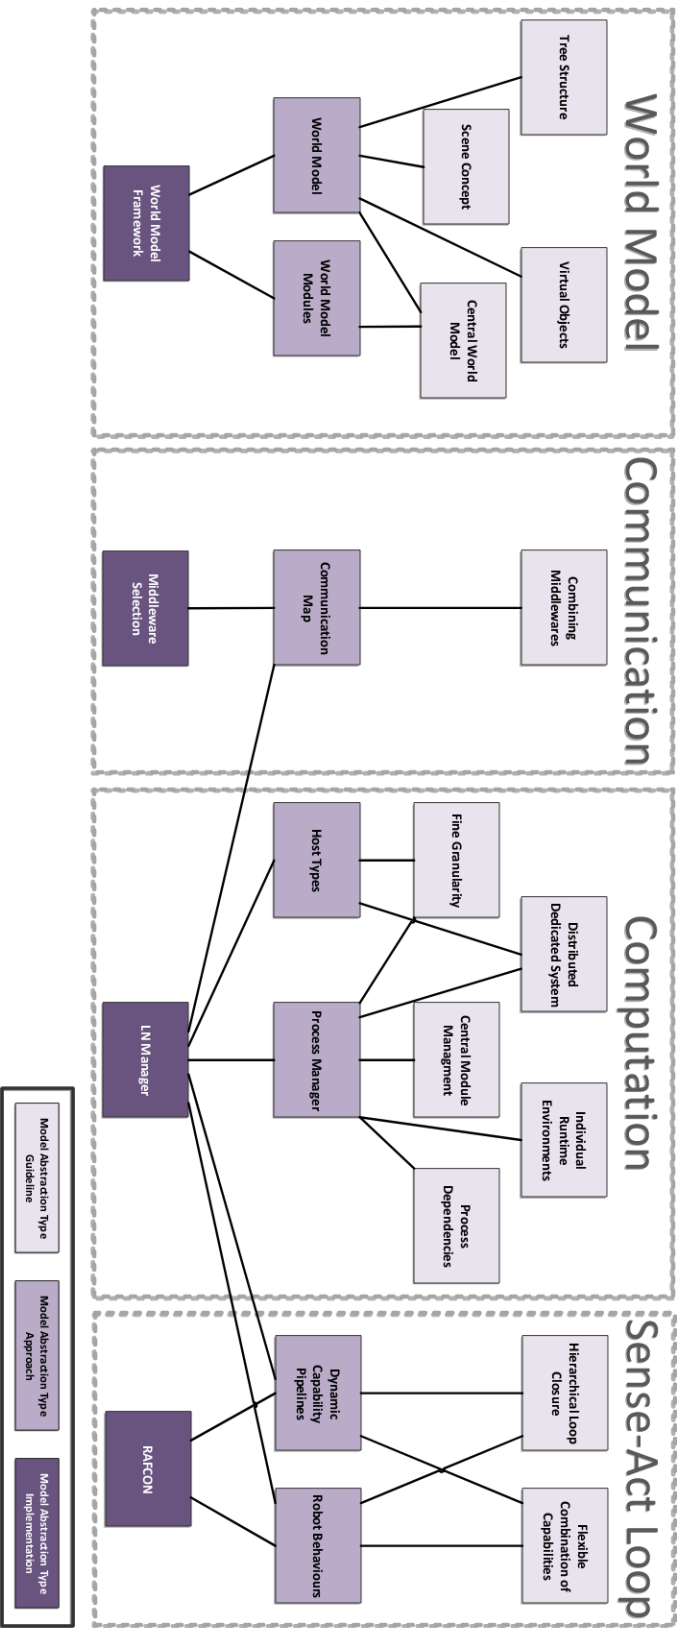 World Model
Tree Structure
Virtual Objects
Scene Concept
Central World
Model
World Model
World Model
Modules
World Model
Framework
Communication
Combining
Middlewares
Communication
Map
Middleware
Selection
Computation
Distributed
Dedicated System
Individual
Runtime
Environments
Fine Granularity
Central Module
Managment
Process
Dependencies
Host Types
Process Manager
LN Manager
Sense-Act Loop
Hierarchical Loop
Closure
Flexible
Combination of
Capabilities
Dynamic
Capability
Pipelines
Robot Behaviours
RAFCON
Model Abstraction Type
Guideline
Model Abstraction Type
Approach
Model Abstraction Type
Implementation